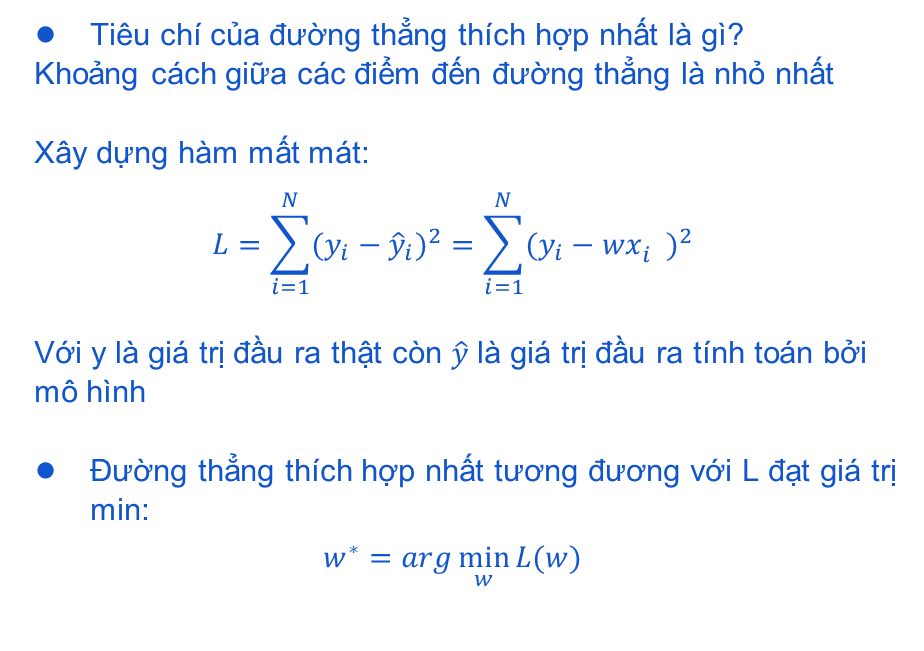 ● Tiêu chí của đường thẳng thích hợp nhất là gì?
Khoảng cách giữa các điểm đến đường thẳng là nhỏ nhất
Xây dựng hàm mất mát:
$L = \sum_{i=1}^{N} (y_i - \hat{y}_i)^2 = \sum_{i=1}^{N} (y_i - wx_i)^2$
Với y là giá trị đầu ra thật còn $\hat{y}$ là giá trị đầu ra tính toán bởi
mô hình
● Đường thẳng thích hợp nhất tương đương với L đạt giá trị
min:
$w^* = arg \min_{w} L(w)$